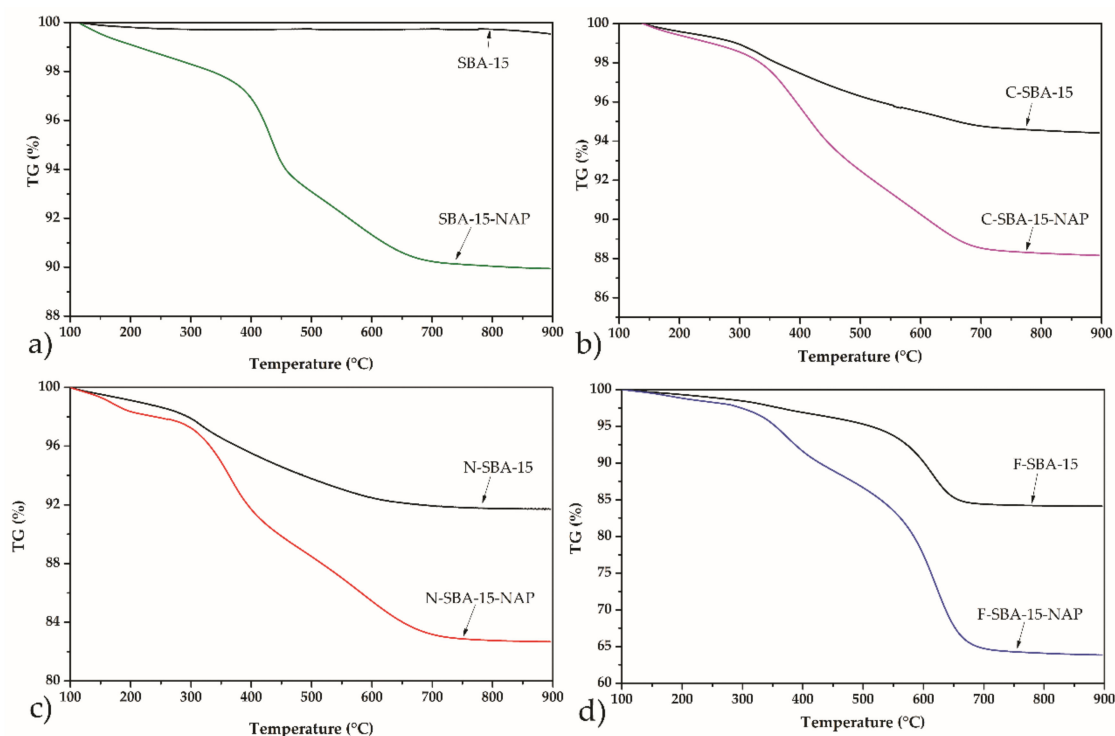 100
98
96
94
92
90
88
TG (%)
SBA-15
SBA-15-NAP
100 200 300 400 500 600 700 800 900
a)
Temperature (°C)
100
98
96
94
92
90
88
86
TG (%)
C-SBA-15
C-SBA-15-NAP
100 200 300 400 500 600 700 800 900
b)
Temperature (°C)
100
96
92
88
84
80
TG (%)
N-SBA-15
N-SBA-15-NAP
100 200 300 400 500 600 700 800 900
c)
Temperature (°C)
100
95
90
85
80
75
70
65
60
TG (%)
F-SBA-15
F-SBA-15-NAP
100 200 300 400 500 600 700 800 900
d)
Temperature (°C)